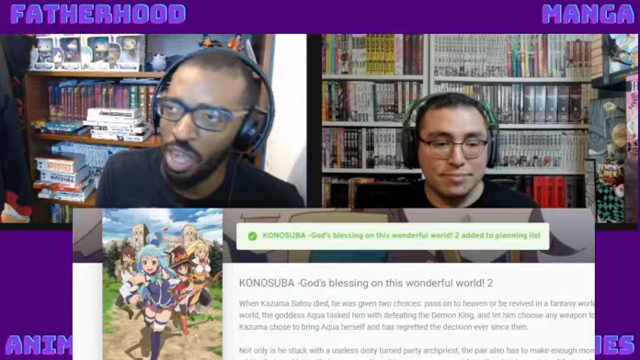 FATHERHOOD
MANGA
KONOSUBA -God's blessing on this wonderful world! 2 added to planning list
KONOSUBA -God's blessing on this wonderful world! 2
When Kazuma Satou died, he was given two choices: pass on to heaven or be revived in a fantasy
world, the goddess Aqua tasked him with defeating the Demon King, and let him choose any weapon to
Kazuma chose to bring Aqua herself and has regretted the decision ever since then.
Not only is he stuck with a useless deity turned party archpriest, the pair also has to make enough
ANIM
MES